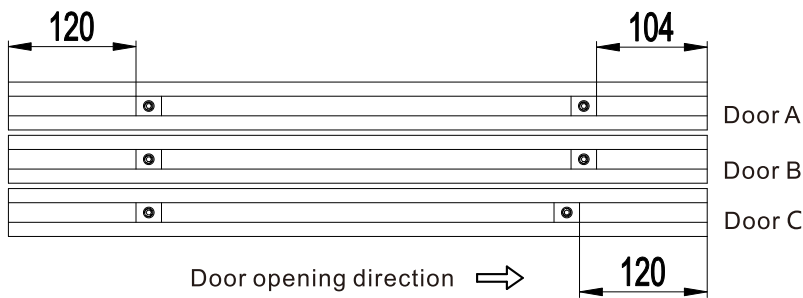 120
104
Door A
Door B
Door C
Door opening direction
120